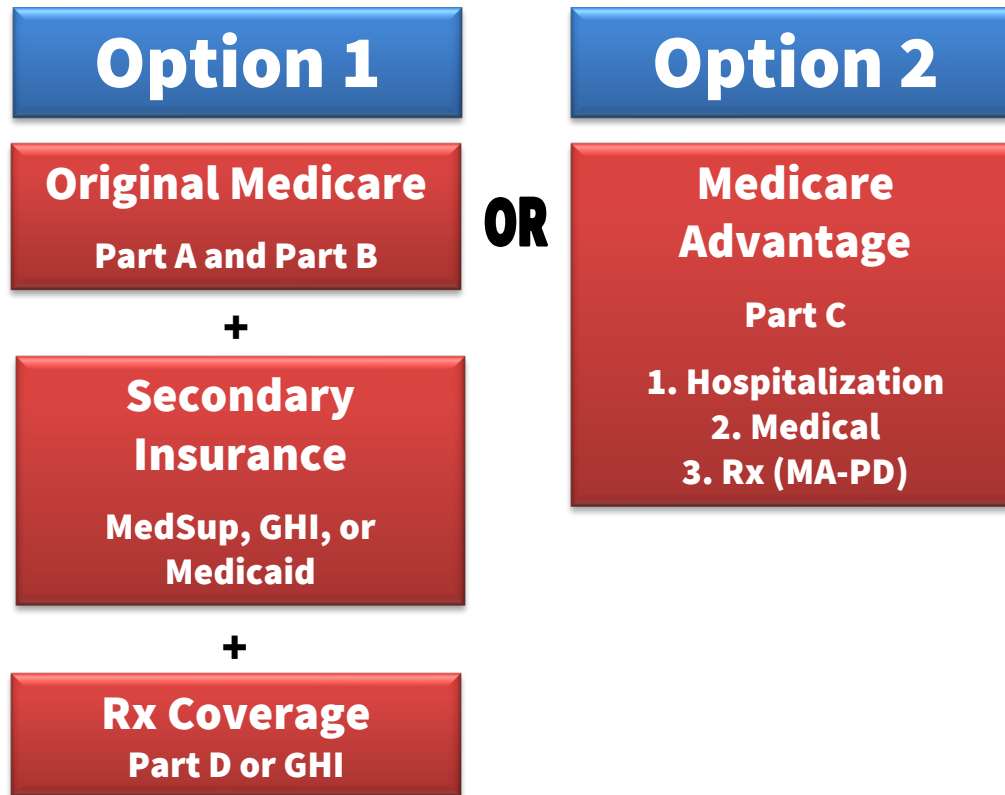 Option 1
Original Medicare
Part A and Part B
+
Secondary
Insurance
MedSup, GHI, or
Medicaid
+
Rx Coverage
Part D or GHI
OR
Option 2
Medicare
Advantage
Part C
1. Hospitalization
2. Medical
3. Rx (MA-PD)